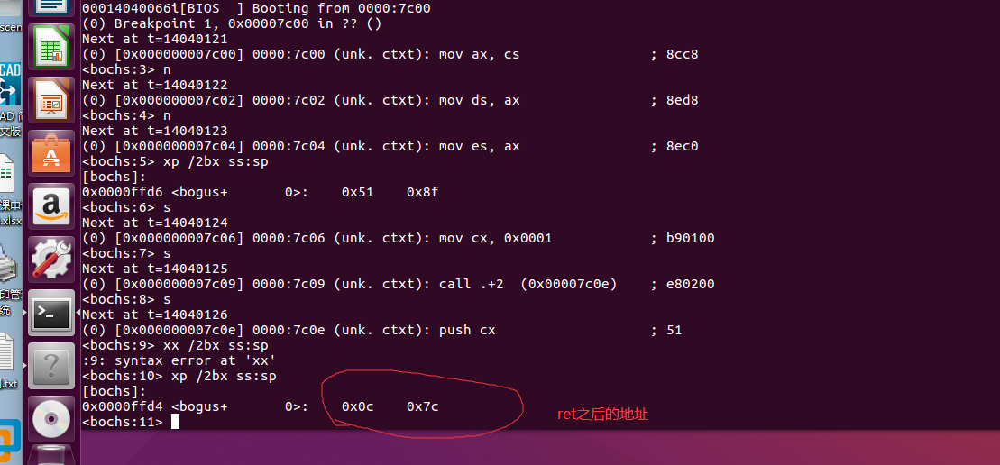 00014040066i[BIOS  ] Booting from 0000:7c00
(0) Breakpoint 1, 0x00007c00 in ?? ()
Next at t=14040121
(0) [0x000000007c00] 0000:7c00 (unk. ctxt): mov ax, cs                ; 8cc8
<bochs:3> n
Next at t=14040122
(0) [0x000000007c02] 0000:7c02 (unk. ctxt): mov ds, ax                ; 8ed8
<bochs:4> n
Next at t=14040123
(0) [0x000000007c04] 0000:7c04 (unk. ctxt): mov es, ax                ; 8ec0
<bochs:5> xp /2bx ss:sp
[bochs]:
0x0000ffd6 <bogus+       0>:    0x51    0x8f
<bochs:6> s
Next at t=14040124
(0) [0x000000007c06] 0000:7c06 (unk. ctxt): mov cx, 0x0001            ; b90100
<bochs:7> s
Next at t=14040125
(0) [0x000000007c09] 0000:7c09 (unk. ctxt): call .+2  (0x00007c0e)    ; e80200
<bochs:8> s
Next at t=14040126
(0) [0x000000007c0e] 0000:7c0e (unk. ctxt): push cx                   ; 51
<bochs:9> xx /2bx ss:sp
:9: syntax error at 'xx'
<bochs:10> xp /2bx ss:sp
[bochs]:
0x0000ffd4 <bogus+       0>:    0x0c    0x7c
<bochs:11>
ret之后的地址
scen
CAD
AD 简
文版
课审
.xlsx
印管
统
.txt